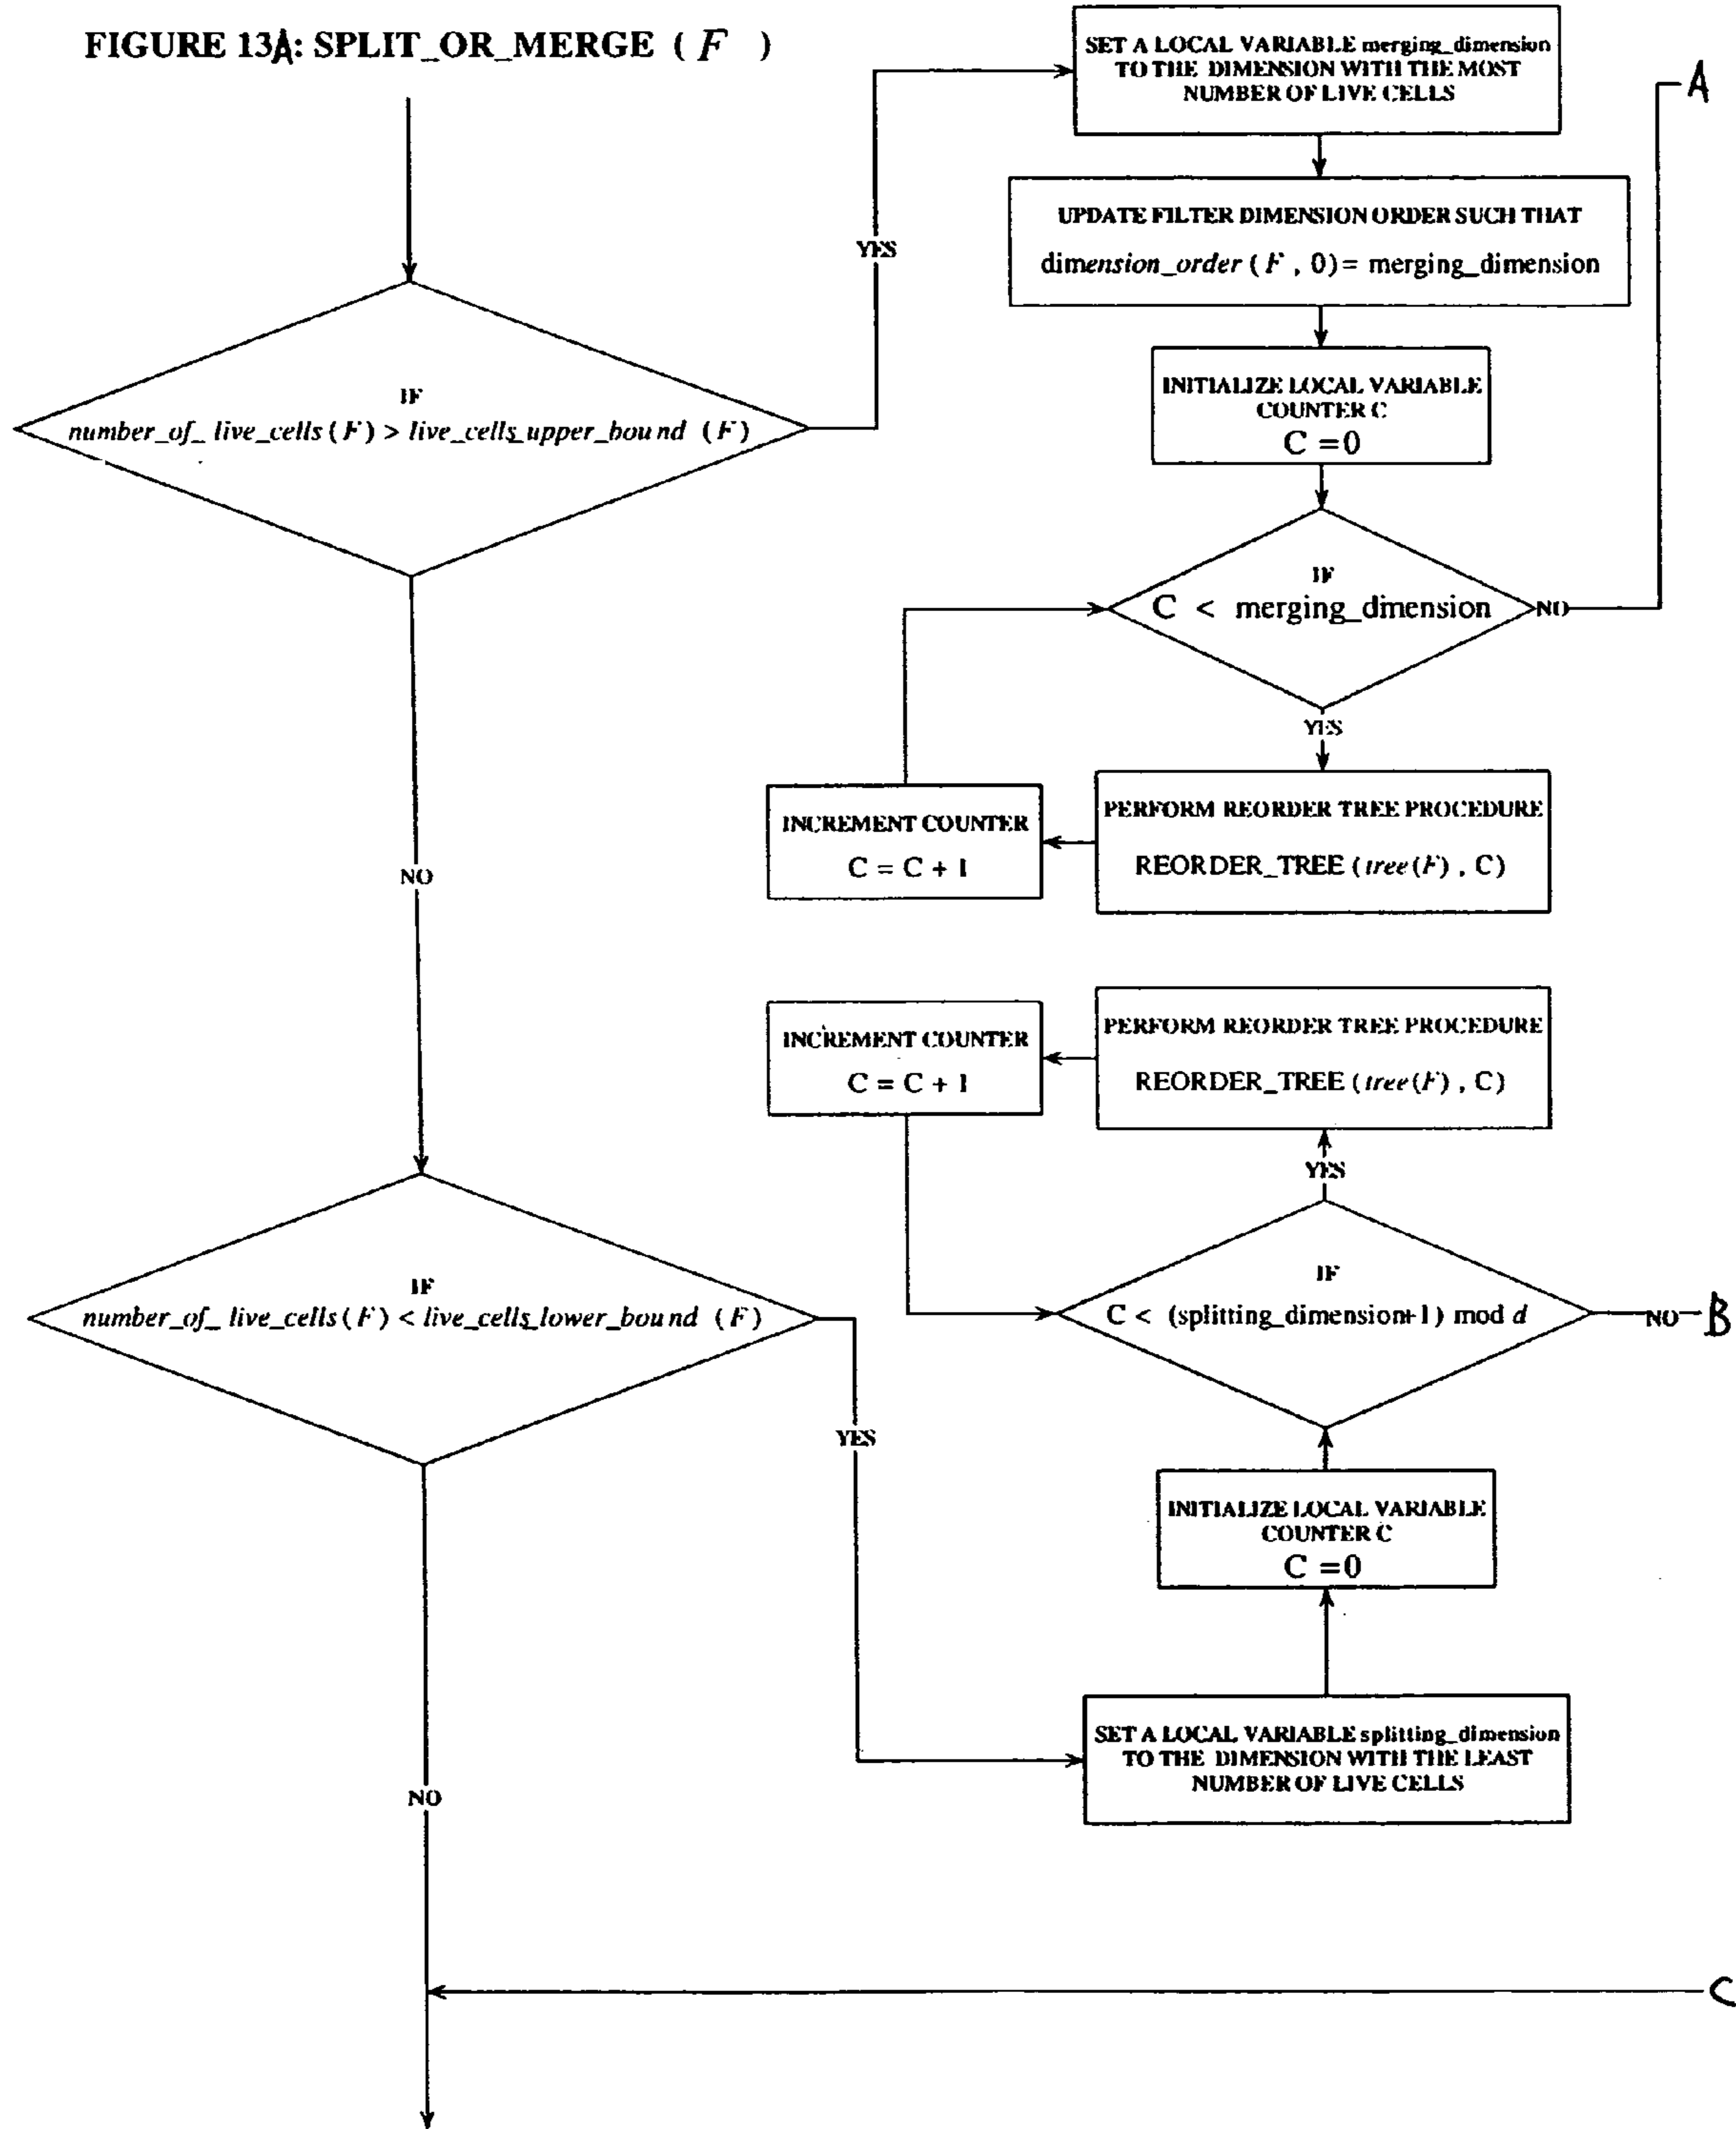 FIGURE 13A: SPLIT_OR_MERGE ( F )
SET A LOCAL VARIABLE merging_dimension
TO THE DIMENSION WITH THE MOST
NUMBER OF LIVE CELLS
A
UPDATE FILTER DIMENSION ORDER SUCH THAT
dimension_order ( F , 0) = merging_dimension
YES
INITIALIZE LOCAL VARIABLE
COUNTER C
C =0
IF
number_of_ live_cells (F) > live_cells_upper_bound (F)
IF
C < merging_dimension
NO
YES
PERFORM REORDER TREE PROCEDURE
REORDER_TREE (tree(F) , C)
INCREMENT COUNTER
C = C + 1
NO
INCREMENT COUNTER
C = C + 1
PERFORM REORDER TREE PROCEDURE
REORDER_TREE (tree(F) , C)
YES
IF
number_of_ live_cells (F) < live_cells_lower_bound (F)
IF
C < (splitting_dimension+1) mod d
NO
B
YES
INITIALIZE LOCAL VARIABLE
COUNTER C
C =0
SET A LOCAL VARIABLE splitting_dimension
TO THE DIMENSION WITH THE LEAST
NUMBER OF LIVE CELLS
NO
C